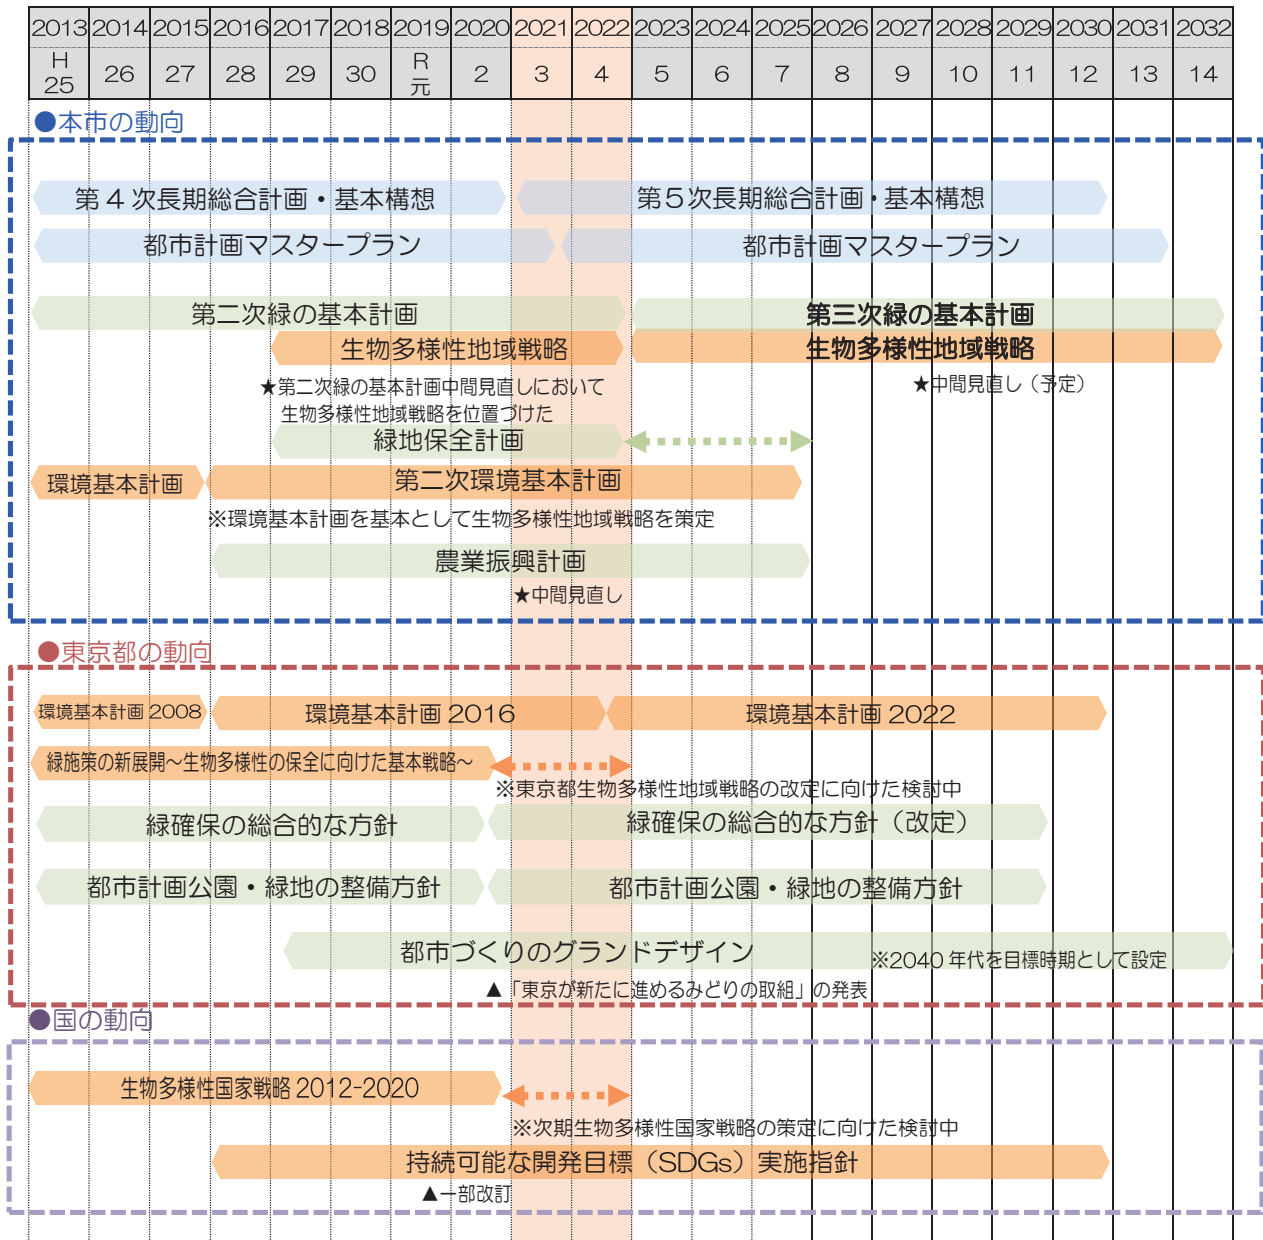 2013 2014 2015 2016 2017 2018 2019 2020 2021 2022 2023 2024 2025 2026 2027 2028 2029 2030 2031 2032
H25 26 27 28 29 30 R元 2 3 4 5 6 7 8 9 10 11 12 13 14
●本市の動向
第4次長期総合計画・基本構想 第5次長期総合計画・基本構想
都市計画マスタープラン 都市計画マスタープラン
第二次緑の基本計画 第三次緑の基本計画
生物多様性地域戦略 生物多様性地域戦略
★第二次緑の基本計画中間見直しにおいて ★中間見直し（予定）
生物多様性地域戦略を位置づけた
緑地保全計画
環境基本計画 第二次環境基本計画
※環境基本計画を基本として生物多様性地域戦略を策定
農業振興計画
★中間見直し
●東京都の動向
環境基本計画 2008 環境基本計画 2016 環境基本計画 2022
緑施策の新展開～生物多様性の保全に向けた基本戦略～
※東京都生物多様性地域戦略の改定に向けた検討中
緑確保の総合的な方針 緑確保の総合的な方針（改定）
都市計画公園・緑地の整備方針 都市計画公園・緑地の整備方針
都市づくりのグランドデザイン ※2040 年代を目標時期として設定
▲「東京が新たに進めるみどりの取組」の発表
●国の動向
生物多様性国家戦略 2012-2020
※次期生物多様性国家戦略の策定に向けた検討中
持続可能な開発目標（SDGs）実施指針
▲一部改訂